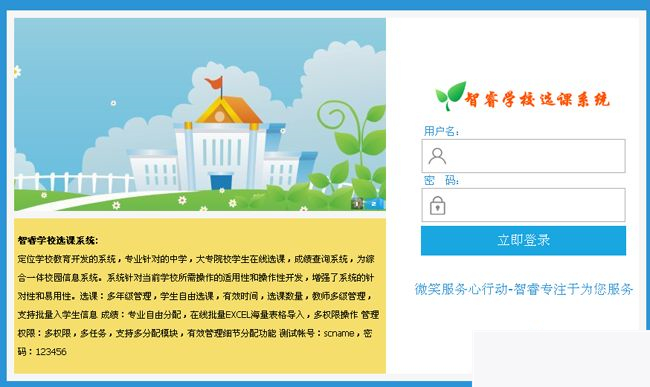 智睿学校选课系统
用户名：
密 码：
立即登录
微笑服务心行动-智睿专注于为您服务
1 2
智睿学校选课系统:
定位学校教育开发的系统，专业针对的中学，大专院校学生在线选课，成绩查询系统，为综
合一体校园信息系统。系统针对当前学校所需操作的适用性和操作性开发，增强了系统的针
对性和易用性。选课：多年级管理，学生自由选课，有效时间，选课数量，教师多级管理，
支持批量入学生信息 成绩：专业自由分配，在线批量EXCEL海量表格导入，多权限操作 管理
权限：多权限，多任务，支持多分配模块，有效管理细节分配功能 测试帐号：scname，密
码：123456